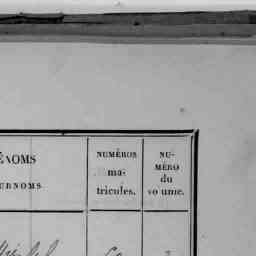 ÉNOMS
URNOMS.
NUMÉROS
ma-
tricules.
NU-
MÉRO
du
vo ume.